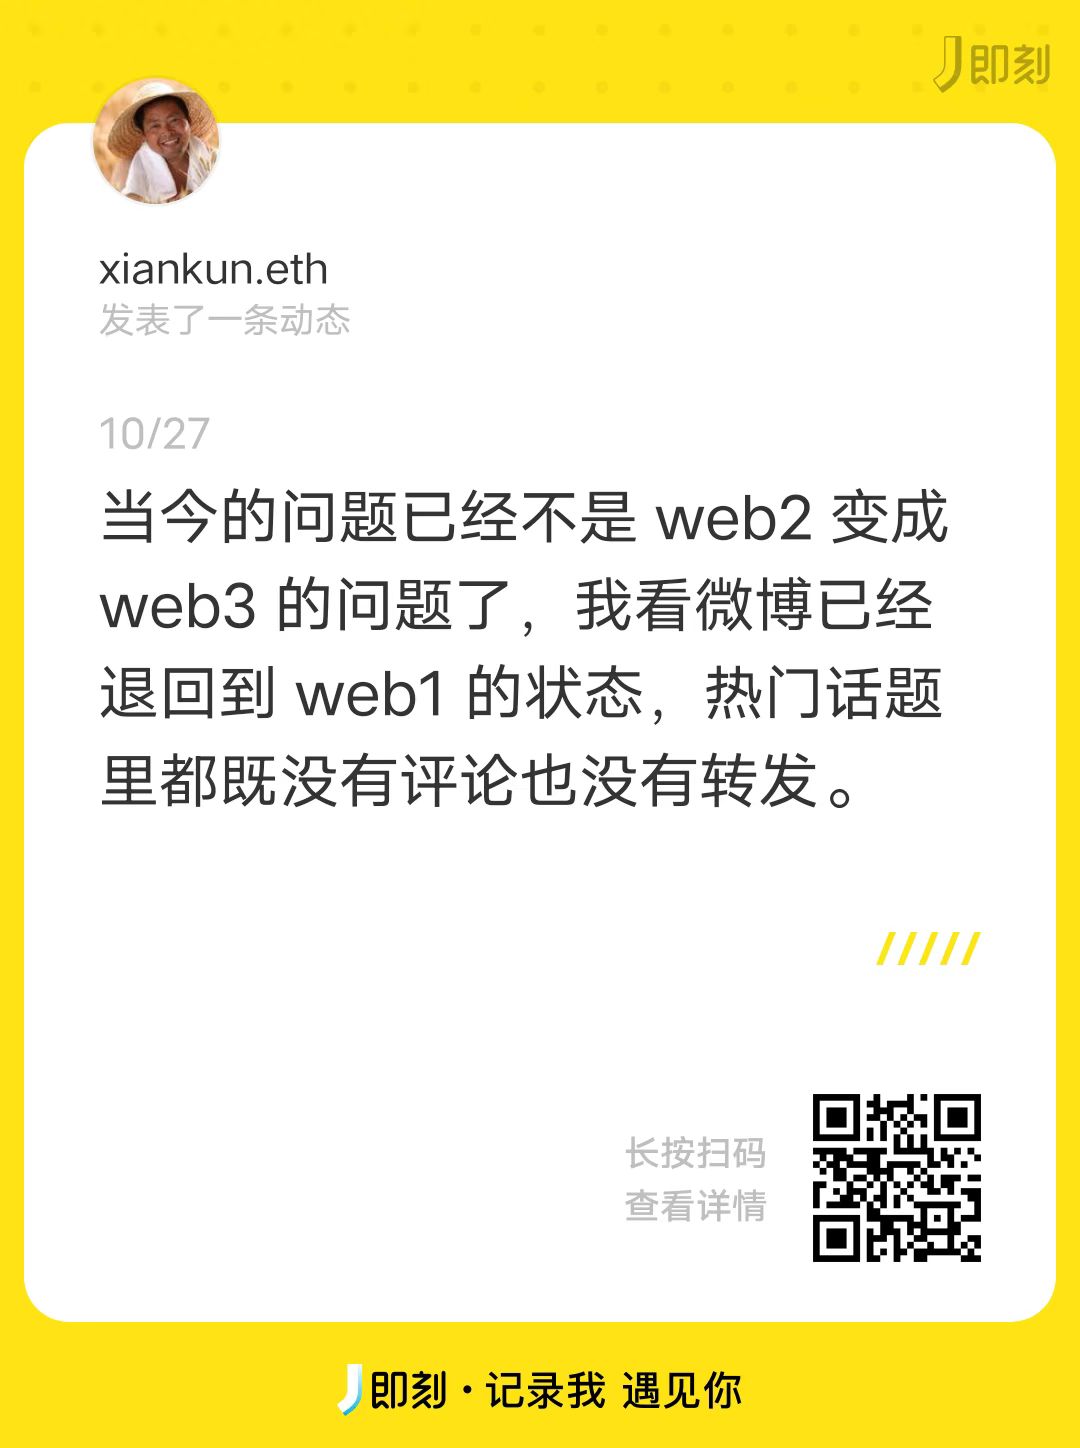 即刻
xiankun.eth
发表了一条动态
10/27
当今的问题已经不是 web2 变成
web3 的问题了，我看微博已经
退回到 web1 的状态，热门话题
里都既没有评论也没有转发。
长按扫码
查看详情
即刻·记录我 遇见你